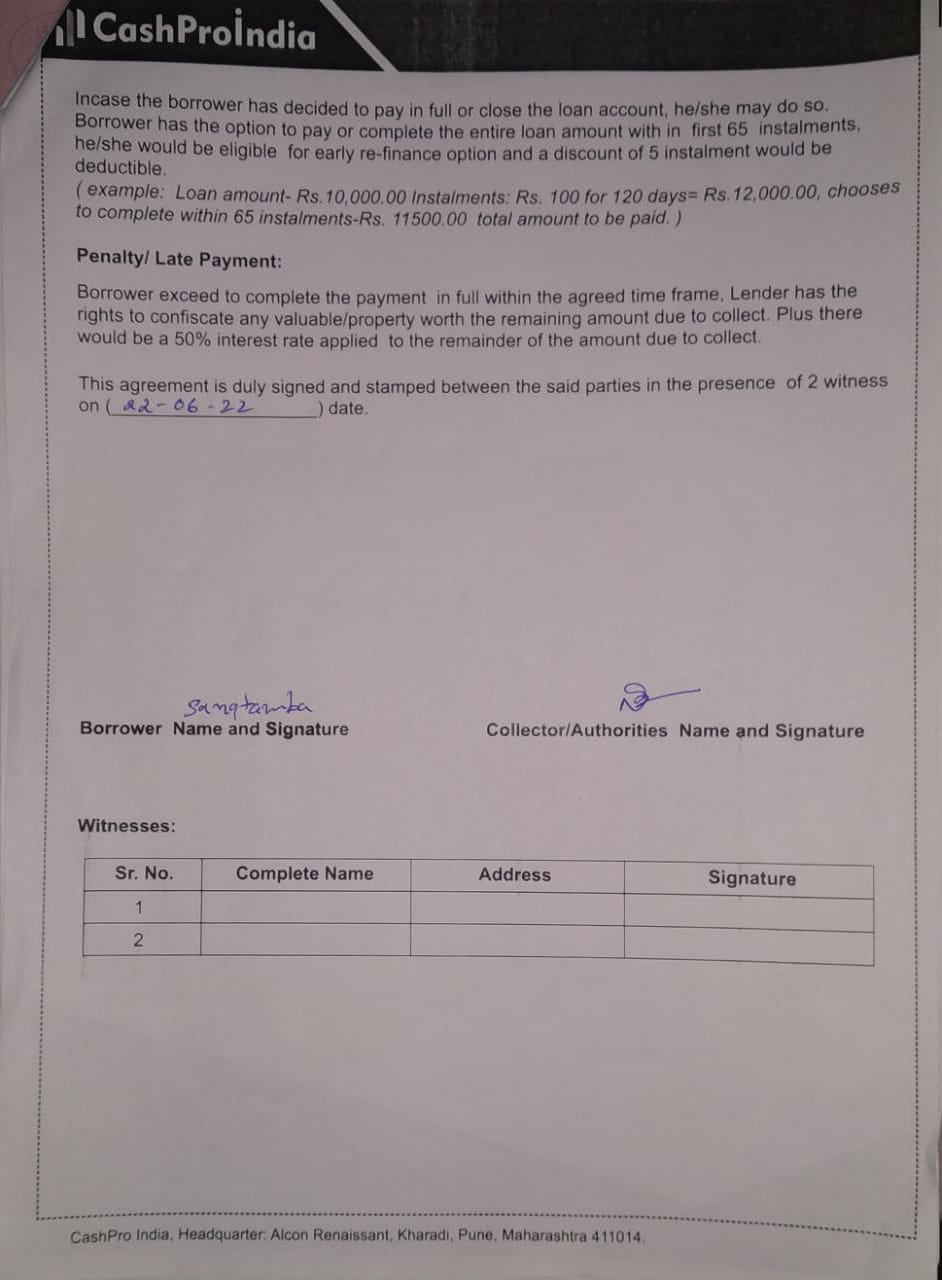 CashProIndia
Incase the borrower has decided to pay in full or close the loan account, he/she may do so.
Borrower has the option to pay or complete the entire loan amount with in first 65 instalments,
he/she would be eligible for early re-finance option and a discount of 5 instalment would be
deductible.
( example: Loan amount- Rs.10,000.00 Instalments: Rs. 100 for 120 days= Rs.12,000.00, chooses
to complete within 65 instalments-Rs. 11500.00 total amount to be paid. )
Penalty/ Late Payment:
Borrower exceed to complete the payment in full within the agreed time frame, Lender has the
rights to confiscate any valuable/property worth the remaining amount due to collect. Plus there
would be a 50% interest rate applied to the remainder of the amount due to collect.
This agreement is duly signed and stamped between the said parties in the presence of 2 witness
on ( 22-06-22 ) date.
sangtamba
Borrower Name and Signature Collector/Authorities Name and Signature
Witnesses:
Sr. No. Complete Name Address Signature
1
2
CashPro India, Headquarter: Alcon Renaissant, Kharadi, Pune, Maharashtra 411014.